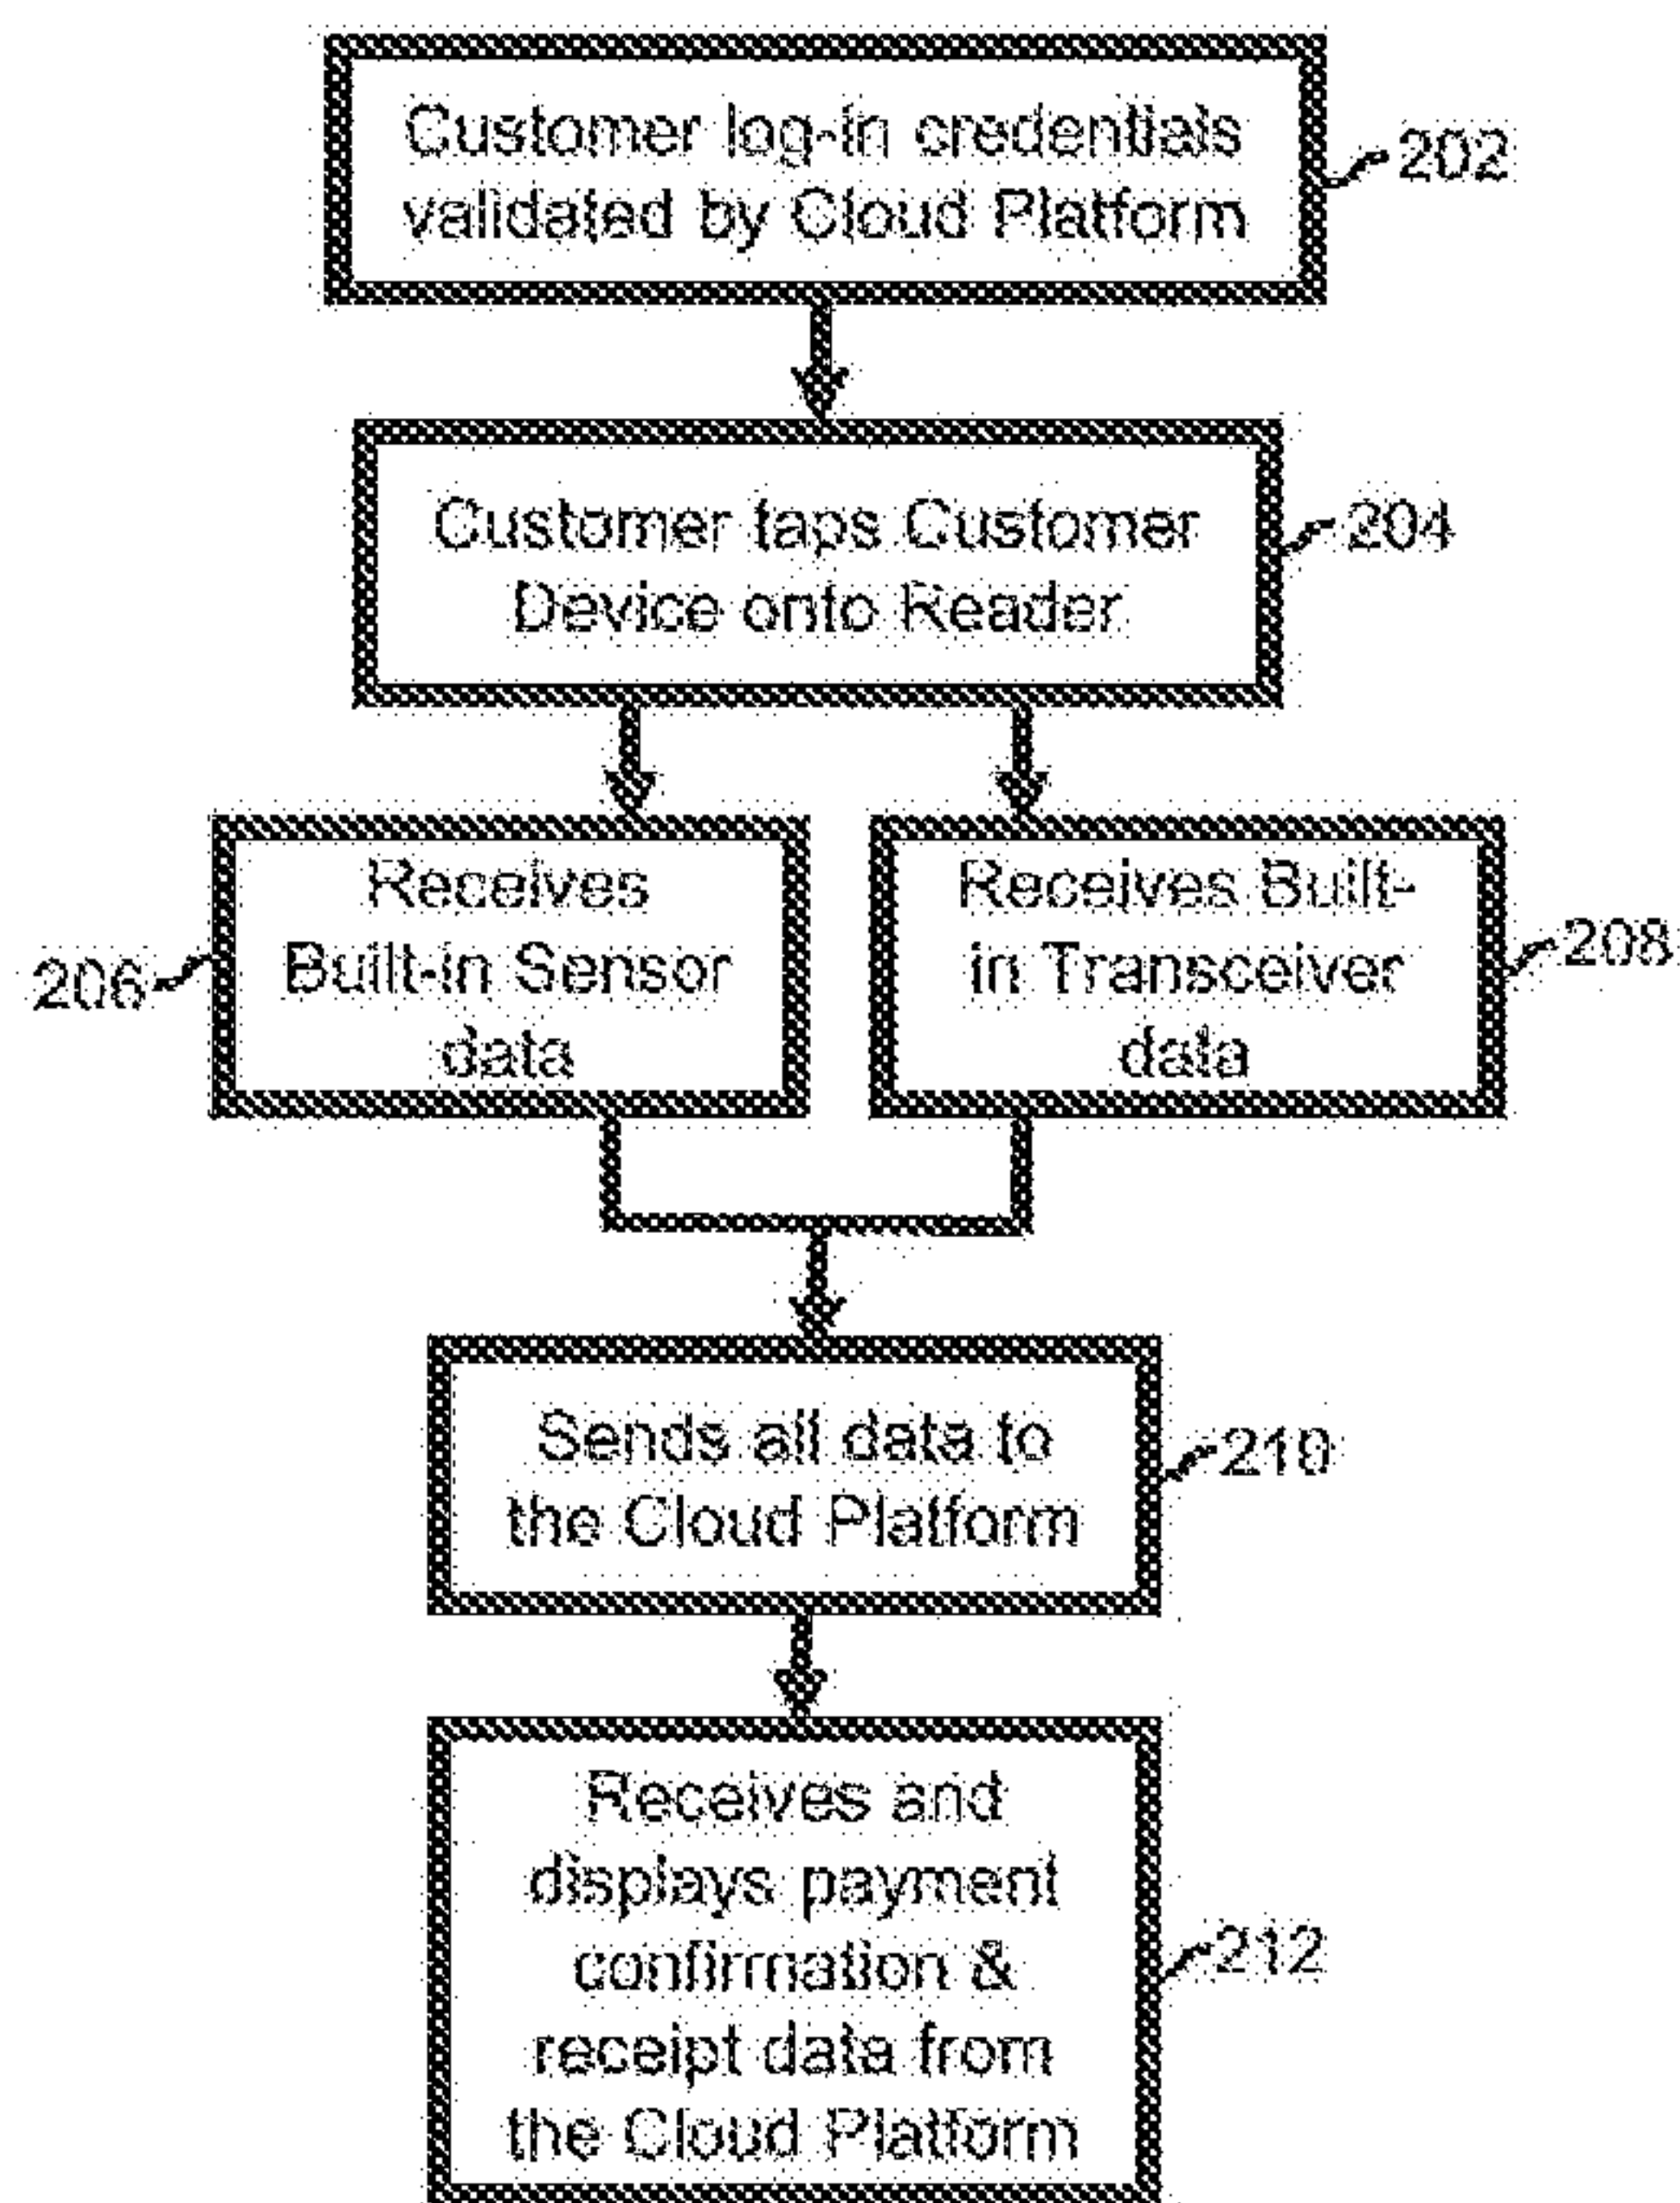 Customer log-in credentials
validated by Cloud Platform
202
Customer taps Customer
Device onto Reader
204
Receives
Built-in Sensor
data
206
Receives Built-
in Transceiver
data
208
Sends all data to
the Cloud Platform
210
Receives and
displays payment
confirmation &
receipt data from
the Cloud Platform
212